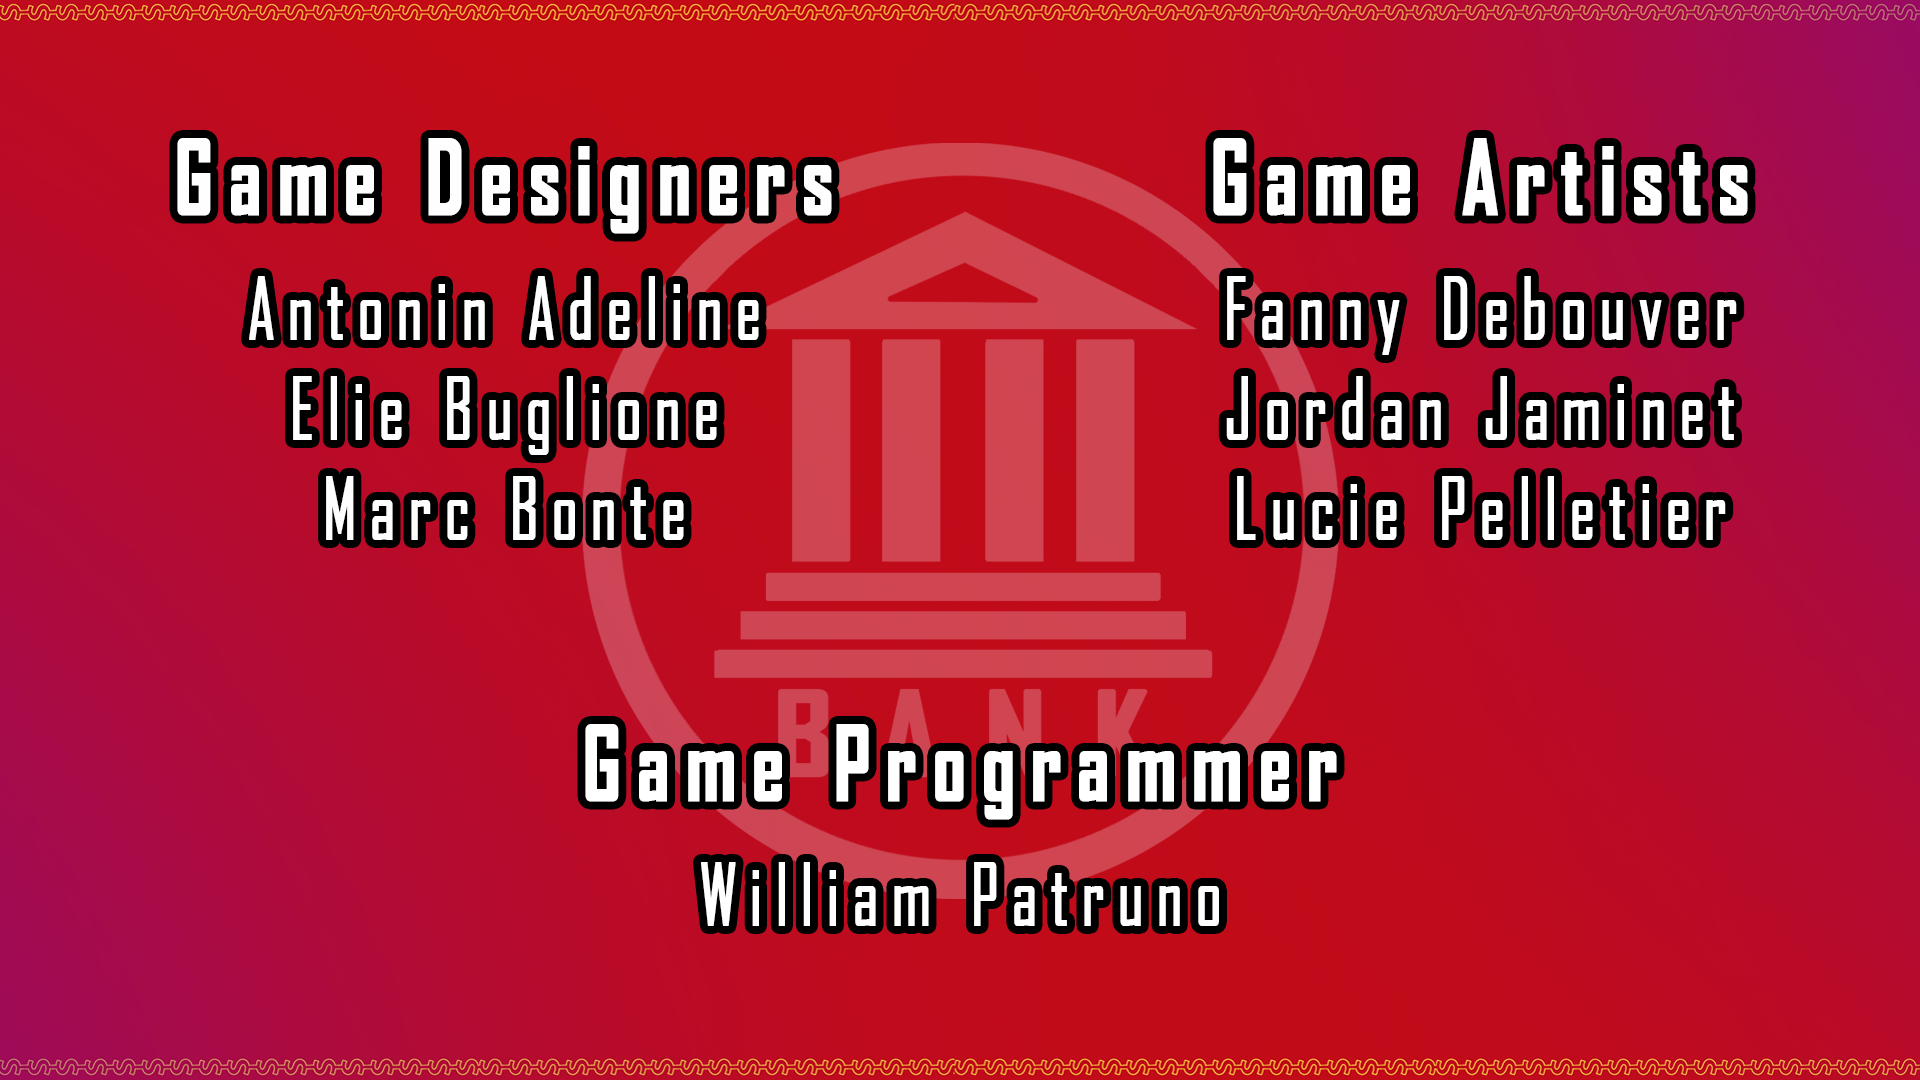 Game Designers
Antonin Adeline
Elie Buglione
Marc Bonte
Game Artists
Fanny Debouver
Jordan Jaminet
Lucie Pelletier
BANK
Game Programmer
William Patruno